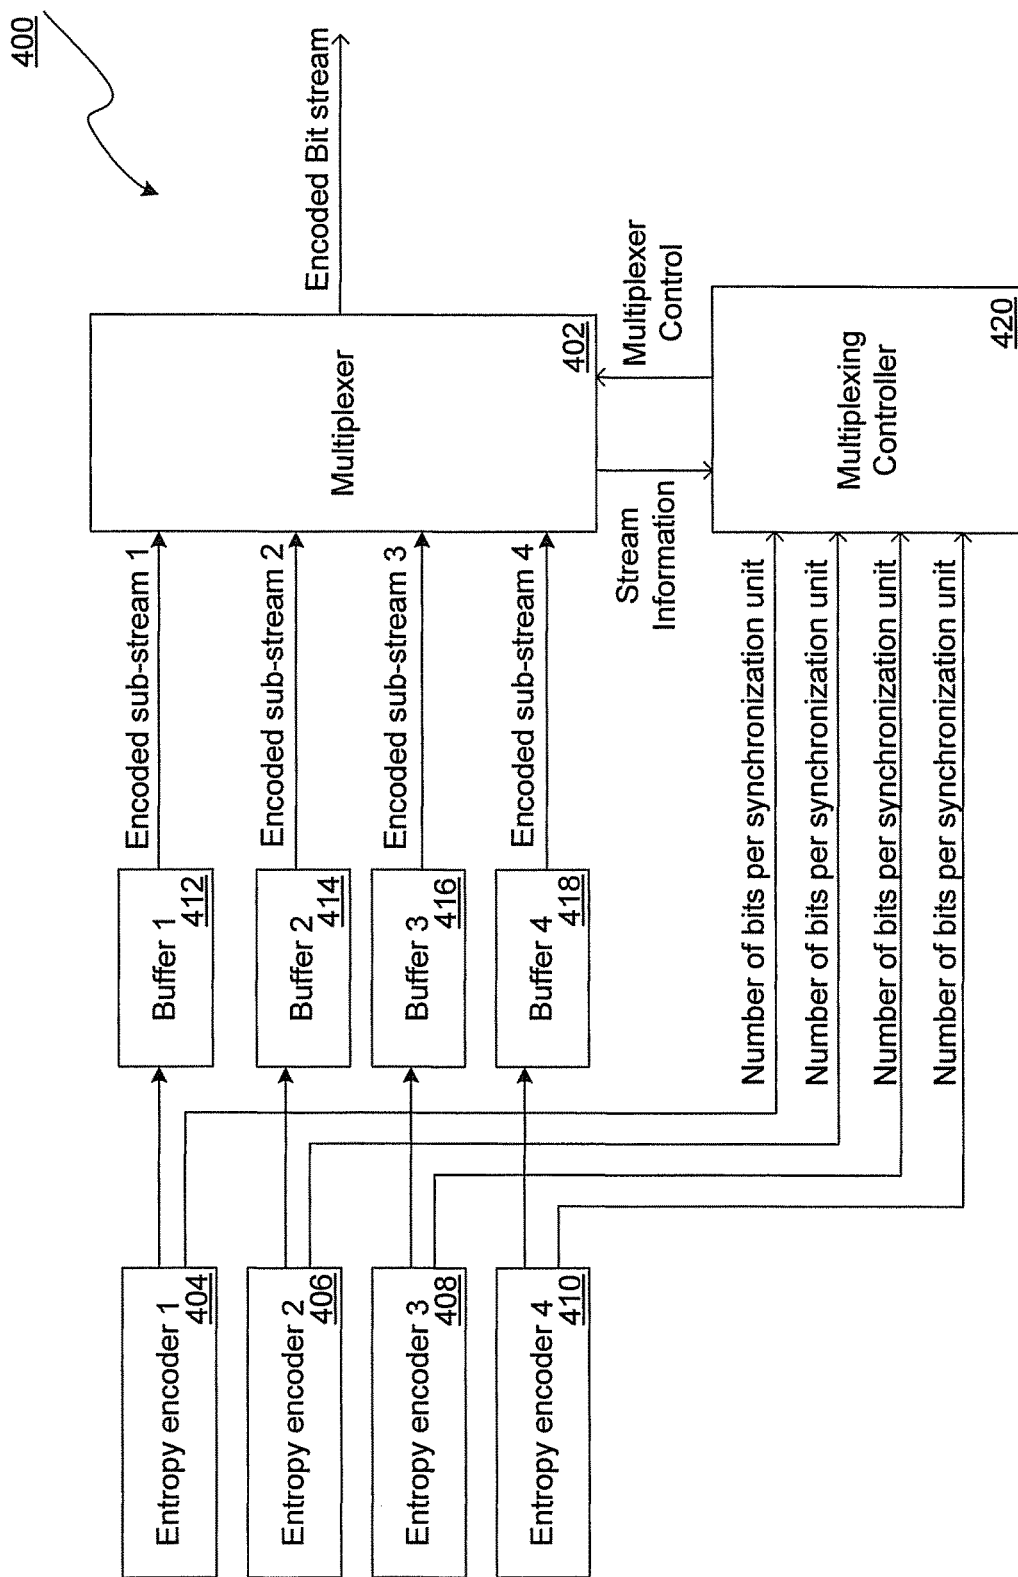 400
Entropy encoder 1
404
Buffer 1
412
Encoded sub-stream 1
Entropy encoder 2
406
Buffer 2
414
Encoded sub-stream 2
Entropy encoder 3
408
Buffer 3
416
Encoded sub-stream 3
Entropy encoder 4
410
Buffer 4
418
Encoded sub-stream 4
Multiplexer
402
Encoded Bit stream
Stream
Information
Multiplexer
Control
Number of bits per synchronization unit
Number of bits per synchronization unit
Number of bits per synchronization unit
Number of bits per synchronization unit
Multiplexing
Controller
420